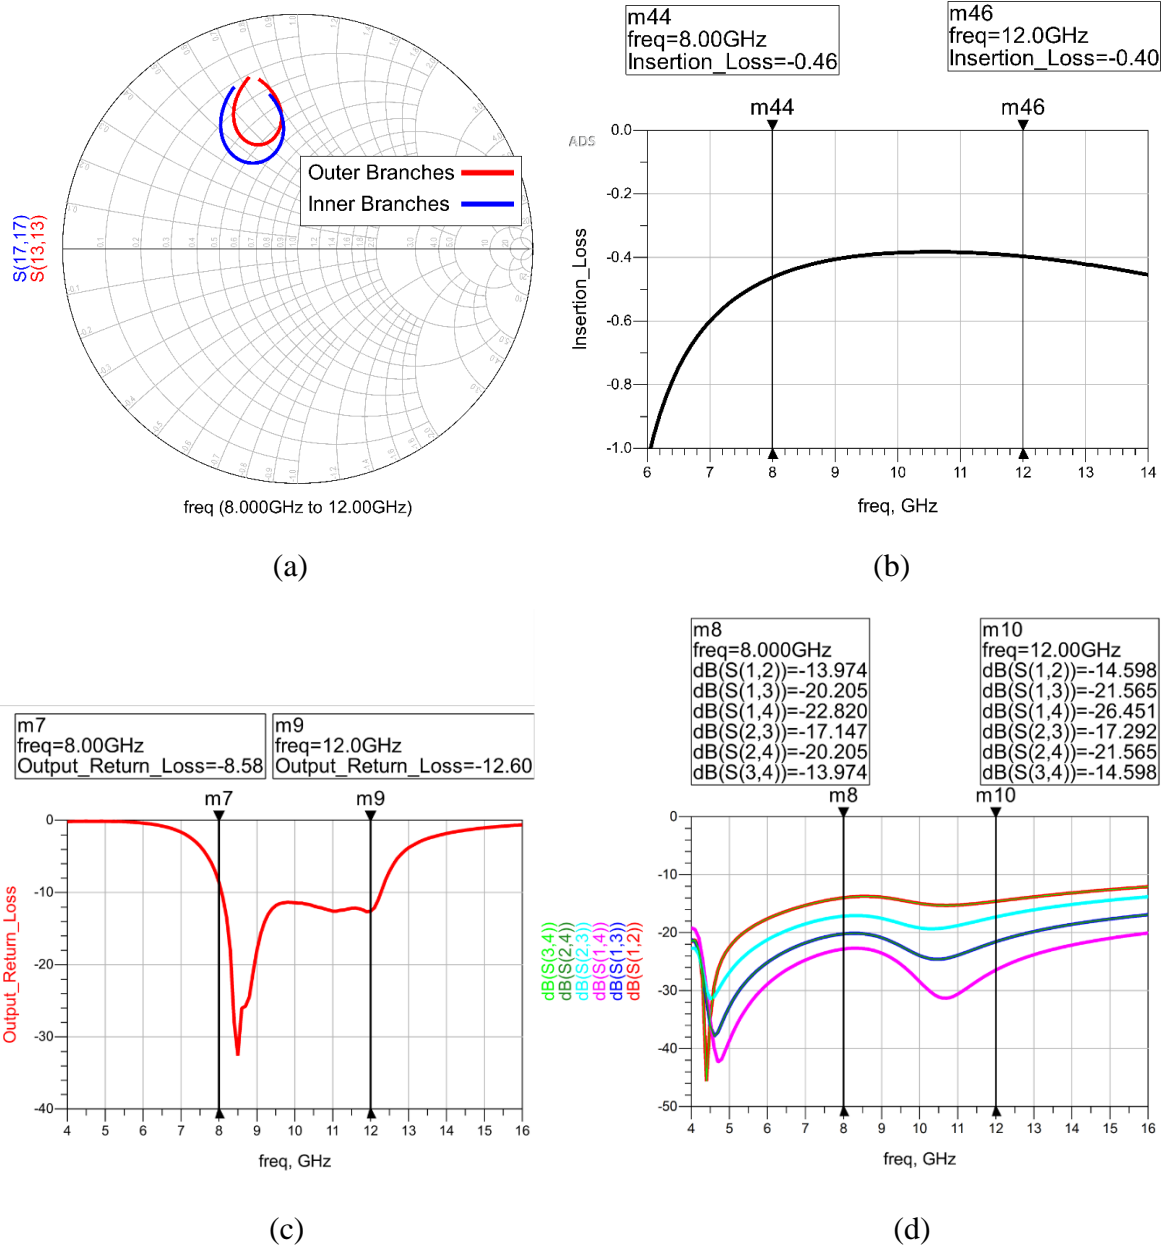 S(17,17)
S(13,13)
Outer Branches
Inner Branches
freq (8.000GHz to 12.00GHz)
(a)
m44
freq=8.00GHz
Insertion_Loss=-0.46
m46
freq=12.0GHz
Insertion_Loss=-0.40
m44
m46
ADS
Insertion_Loss
0.0
-0.2
-0.4
-0.6
-0.8
-1.0
6 7 8 9 10 11 12 13 14
freq, GHz
(b)
m7
freq=8.00GHz
Output_Return_Loss=-8.58
m9
freq=12.0GHz
Output_Return_Loss=-12.60
m7
m9
Output_Return_Loss
0
-10
-20
-30
-40
4 5 6 7 8 9 10 11 12 13 14 15 16
freq, GHz
(c)
m8
freq=8.000GHz
dB(S(1,2))=-13.974
dB(S(1,3))=-20.205
dB(S(1,4))=-22.820
dB(S(2,3))=-17.147
dB(S(2,4))=-20.205
dB(S(3,4))=-13.974
m10
freq=12.00GHz
dB(S(1,2))=-14.598
dB(S(1,3))=-21.565
dB(S(1,4))=-26.451
dB(S(2,3))=-17.292
dB(S(2,4))=-21.565
dB(S(3,4))=-14.598
m8
m10
dB(S(3,4))
dB(S(2,4))
dB(S(2,3))
dB(S(1,4))
dB(S(1,3))
dB(S(1,2))
0
-10
-20
-30
-40
-50
4 5 6 7 8 9 10 11 12 13 14 15 16
freq, GHz
(d)